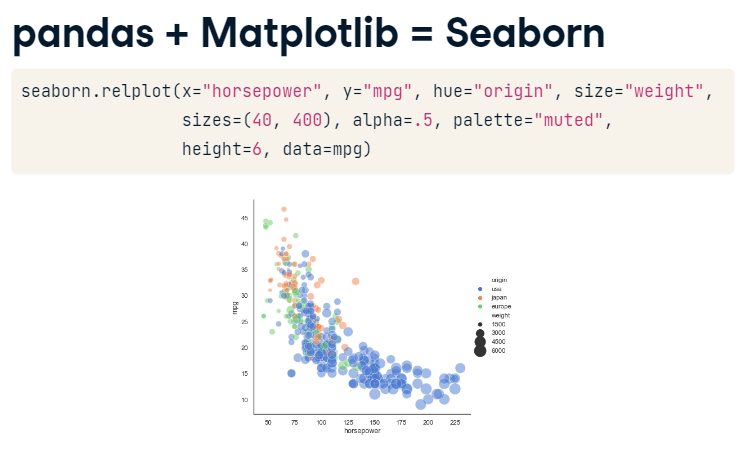 pandas + Matplotlib = Seaborn
seaborn.relplot(x="horsepower", y="mpg", hue="origin", size="weight",
sizes=(40, 400), alpha=.5, palette="muted",
height=6, data=mpg)
45
40
35
30
25
20
15
10
mpg
50 75 100 125 150 175 200 225
horsepower
origin
usa
japan
europe
weight
1500
3000
4500
6000